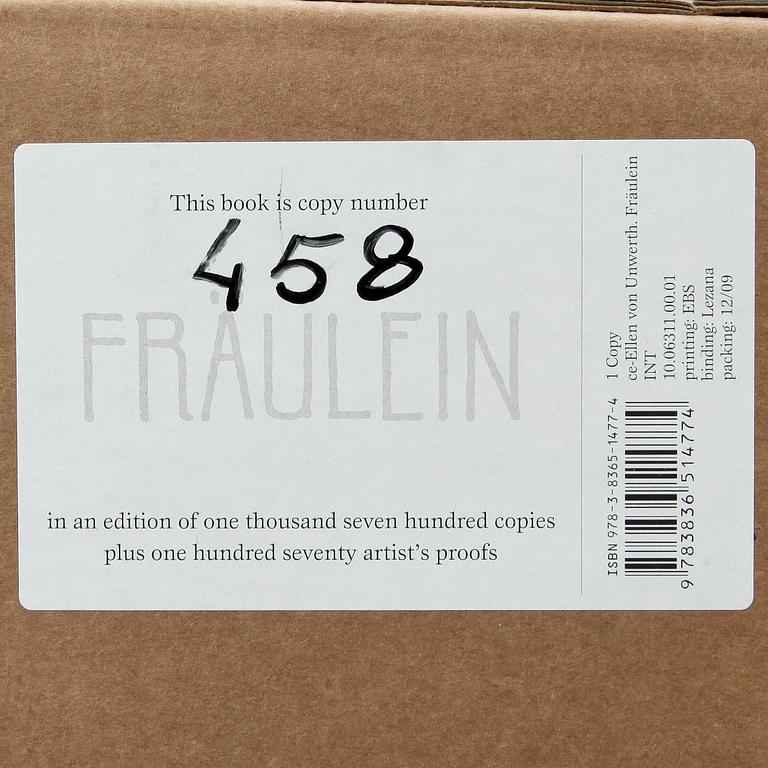 This book is copy number
458
FRÄULEIN
in an edition of one thousand seven hundred copies
plus one hundred seventy artist's proofs
1 Copy
ce-Ellen von Unwerth. Fräulein
INT
10.06311.00.01
printing: EBS
binding: Lezana
packing: 12/09
ISBN 978-3-8365-1477-4
9 783836 514774